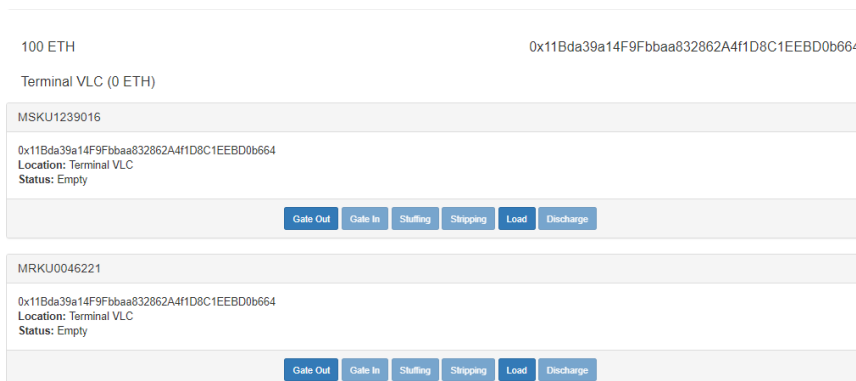 100 ETH 0x11Bda39a14F9Fbbaa832862A4f1D8C1EEBD0b664
Terminal VLC (0 ETH)
MSKU1239016
0x11Bda39a14F9Fbbaa832862A4f1D8C1EEBD0b664
Location: Terminal VLC
Status: Empty
Gate Out Gate In Stuffing Stripping Load Discharge
MRKU0046221
0x11Bda39a14F9Fbbaa832862A4f1D8C1EEBD0b664
Location: Terminal VLC
Status: Empty
Gate Out Gate In Stuffing Stripping Load Discharge